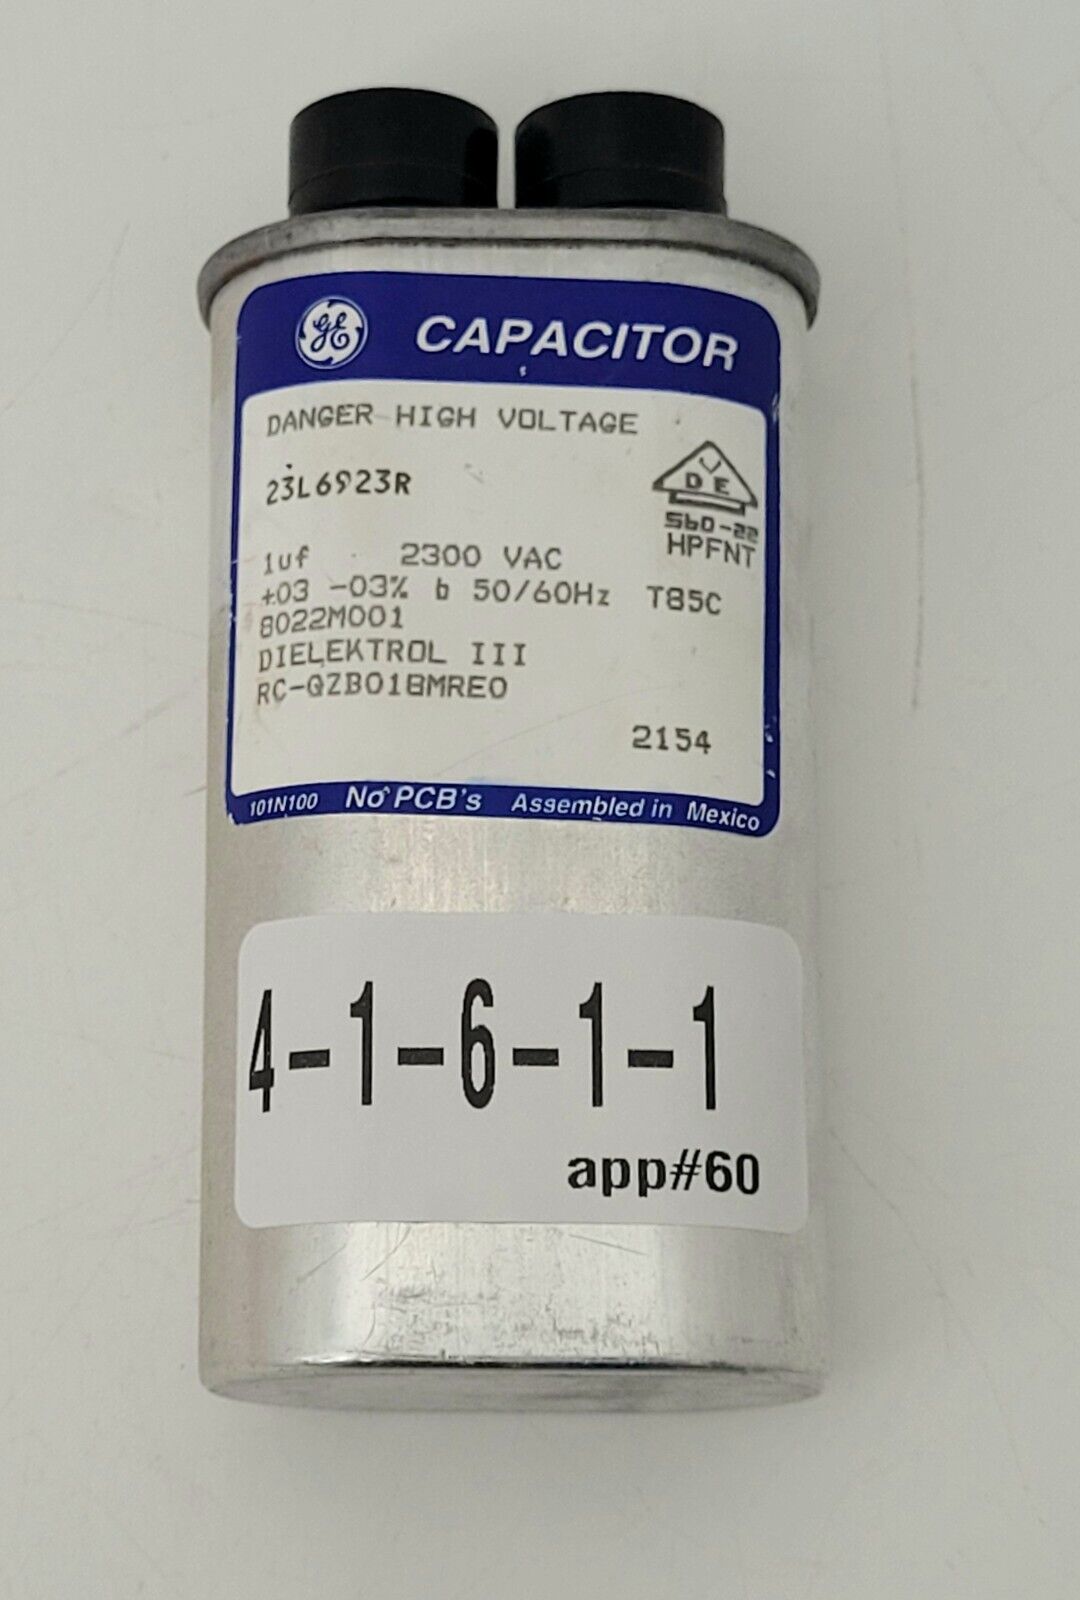 GE CAPACITOR
DANGER HIGH VOLTAGE
23L6923R
VDE
560-22
HPFNT
1uf 2300 VAC
+03 -03% b 50/60Hz T85C
8022M001
DIELEKTROL III
RC-QZB018MRE0
2154
101N100 No PCB's Assembled in Mexico
4-1-6-1-1
app#60